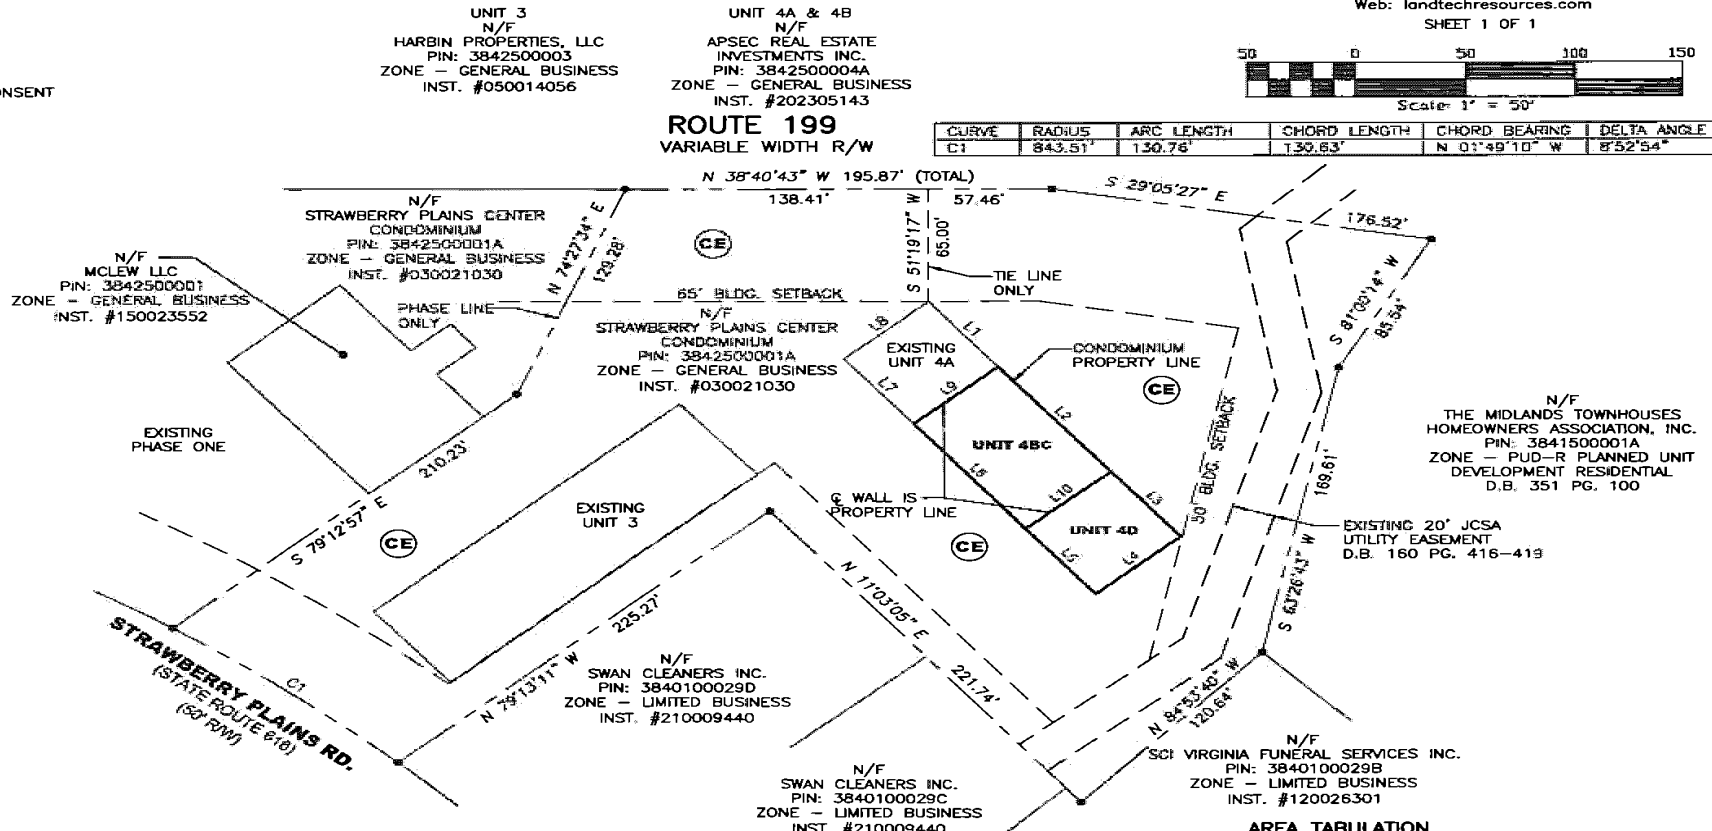 Web: landtechresources.com
SHEET 1 OF 1
UNIT 3
N/F
HARBIN PROPERTIES, LLC
PIN: 3842500003
ZONE – GENERAL BUSINESS
INST. #050014056
UNIT 4A & 4B
N/F
APSEC REAL ESTATE
INVESTMENTS INC.
PIN: 3842500004A
ZONE – GENERAL BUSINESS
INST. #202305143
NSENT
50 0 50 100 150
Scale: 1" = 50'
ROUTE 199
VARIABLE WIDTH R/W
CURVE RADIUS ARC LENGTH CHORD LENGTH CHORD BEARING DELTA ANGLE
C1 843.51' 130.76' 130.63' N 01°49'10" W 8°52'54"
N 38°40'43" W 195.87' (TOTAL)
138.41'
57.46'
S 29°05'27" E
176.52'
S 51°19'17" W
65.00'
TIE LINE
ONLY
N/F
STRAWBERRY PLAINS CENTER
CONDOMINIUM
PIN: 3842500001A
ZONE – GENERAL BUSINESS
INST. #030021030
N 74°27'34" E
129.28'
CE
N/F
MCLEW LLC
PIN: 3842500001
ZONE – GENERAL BUSINESS
INST. #150023552
PHASE LINE
ONLY
65' BLDG. SETBACK
N/F
STRAWBERRY PLAINS CENTER
CONDOMINIUM
PIN: 3842500001A
ZONE – GENERAL BUSINESS
INST. #030021030
L8
L1
EXISTING
UNIT 4A
L7
L9
CONDOMINIUM
PROPERTY LINE
CE
L2
S 81°00'14" W
85.54'
N/F
THE MIDLANDS TOWNHOUSES
HOMEOWNERS ASSOCIATION, INC.
PIN: 3841500001A
ZONE – PUD–R PLANNED UNIT
DEVELOPMENT RESIDENTIAL
D.B. 351 PG. 100
EXISTING
PHASE ONE
210.23'
S 79°12'57" E
CE
EXISTING
UNIT 3
UNIT 4BC
L6
L10
L3
℄ WALL IS
PROPERTY LINE
UNIT 4D
L5
L4
CE
50' BLDG. SETBACK
169.61'
S 63°26'43" W
EXISTING 20' JCSA
UTILITY EASEMENT
D.B. 160 PG. 416–419
N 11°03'05" E
221.74'
225.27'
N 79°13'11" W
STRAWBERRY PLAINS RD.
(STATE ROUTE 616)
(50' R/W)
C1
N/F
SWAN CLEANERS INC.
PIN: 3840100029D
ZONE – LIMITED BUSINESS
INST. #210009440
N 84°53'40" W
120.64'
N/F
SCI VIRGINIA FUNERAL SERVICES INC.
PIN: 3840100029B
ZONE – LIMITED BUSINESS
INST. #120026301
N/F
SWAN CLEANERS INC.
PIN: 3840100029C
ZONE – LIMITED BUSINESS
INST. #210009440
AREA TABULATION